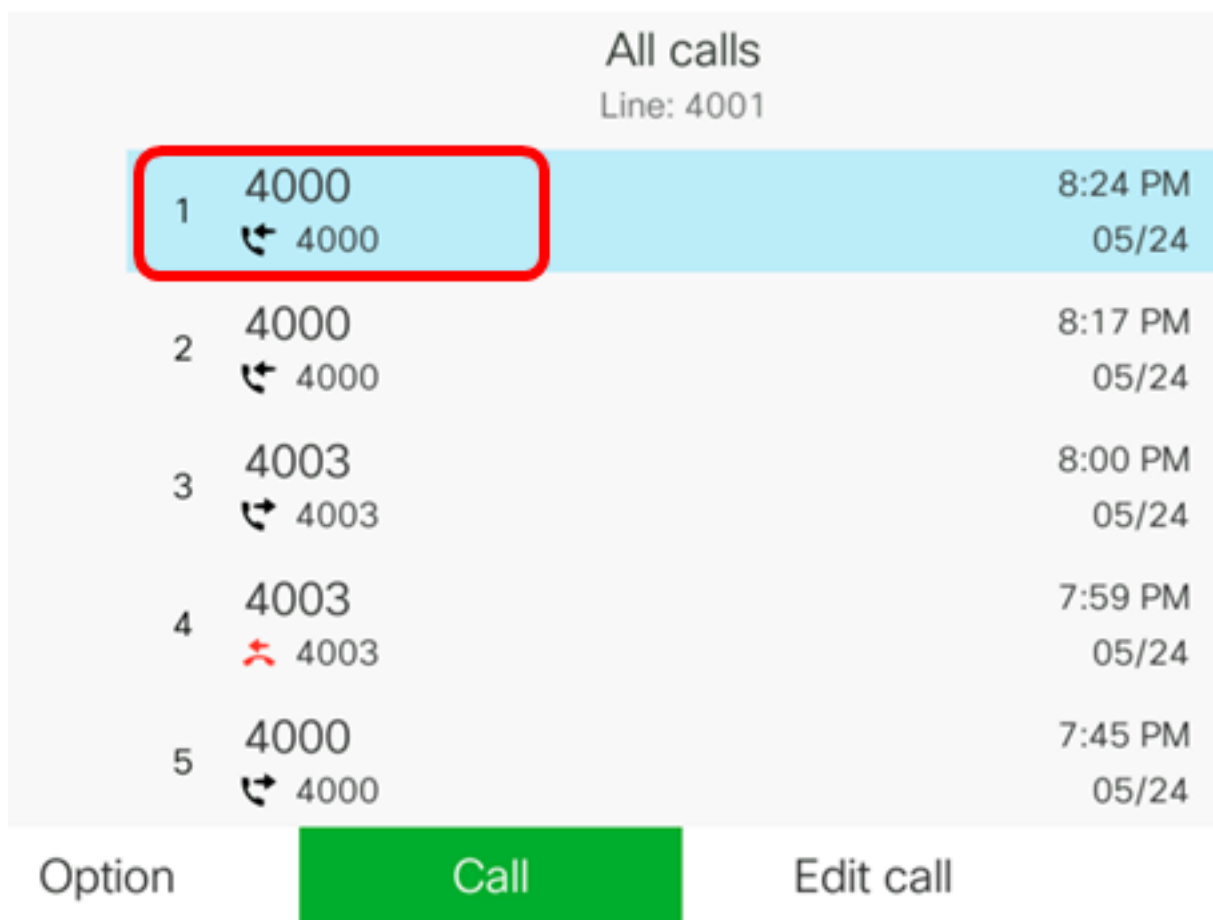 All calls
Line: 4001
1 4000 8:24 PM
4000 05/24
2 4000 8:17 PM
4000 05/24
3 4003 8:00 PM
4003 05/24
4 4003 7:59 PM
4003 05/24
5 4000 7:45 PM
4000 05/24
Option Call Edit call